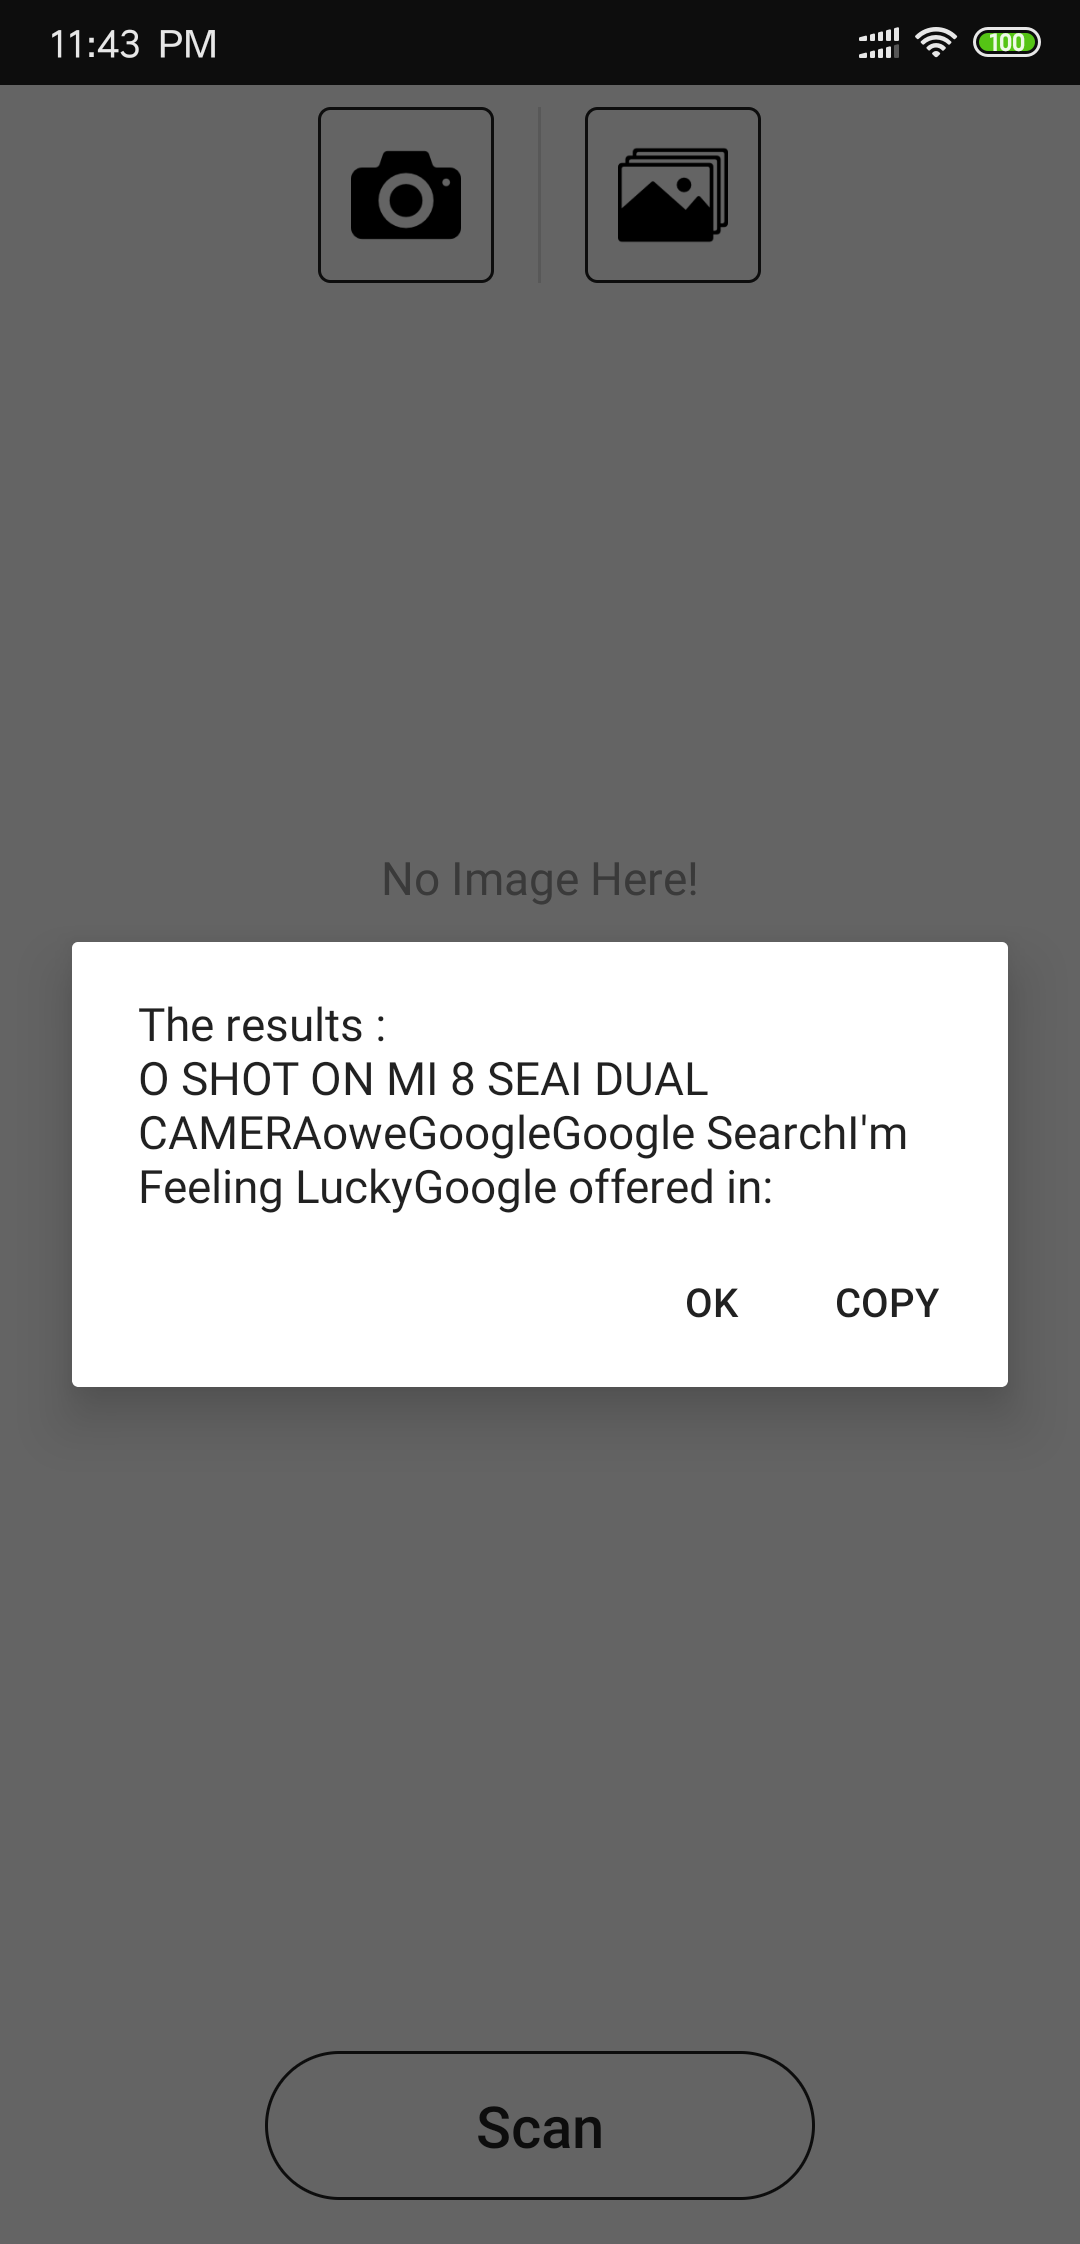 11:43 PM
100
No Image Here!
The results :
O SHOT ON MI 8 SEAI DUAL
CAMERAoweGoogleGoogle SearchI'm
Feeling LuckyGoogle offered in:
OK COPY
Scan